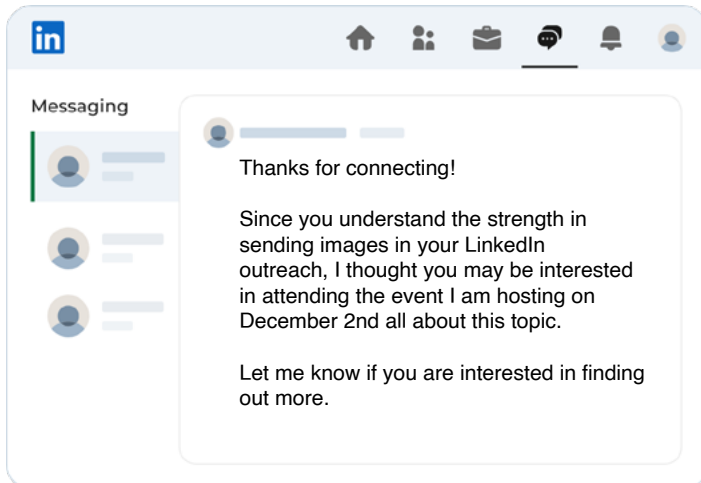 in
Messaging
Thanks for connecting!
Since you understand the strength in
sending images in your LinkedIn
outreach, I thought you may be interested
in attending the event I am hosting on
December 2nd all about this topic.
Let me know if you are interested in finding
out more.